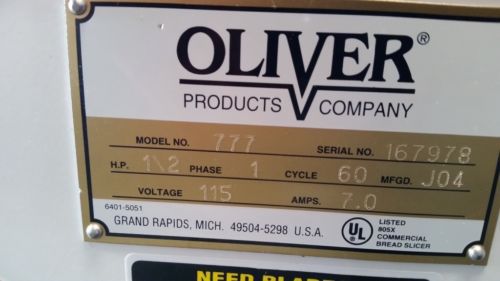 OLIVER®
PRODUCTS COMPANY
MODEL NO. 777 SERIAL NO. 167978
H.P. 1\2 PHASE 1 CYCLE 60 MFGD. J04
VOLTAGE 115 AMPS. 7.0
6401-5051
GRAND RAPIDS, MICH. 49504-5298 U.S.A.
UL® LISTED
805X
COMMERCIAL
BREAD SLICER
NEED